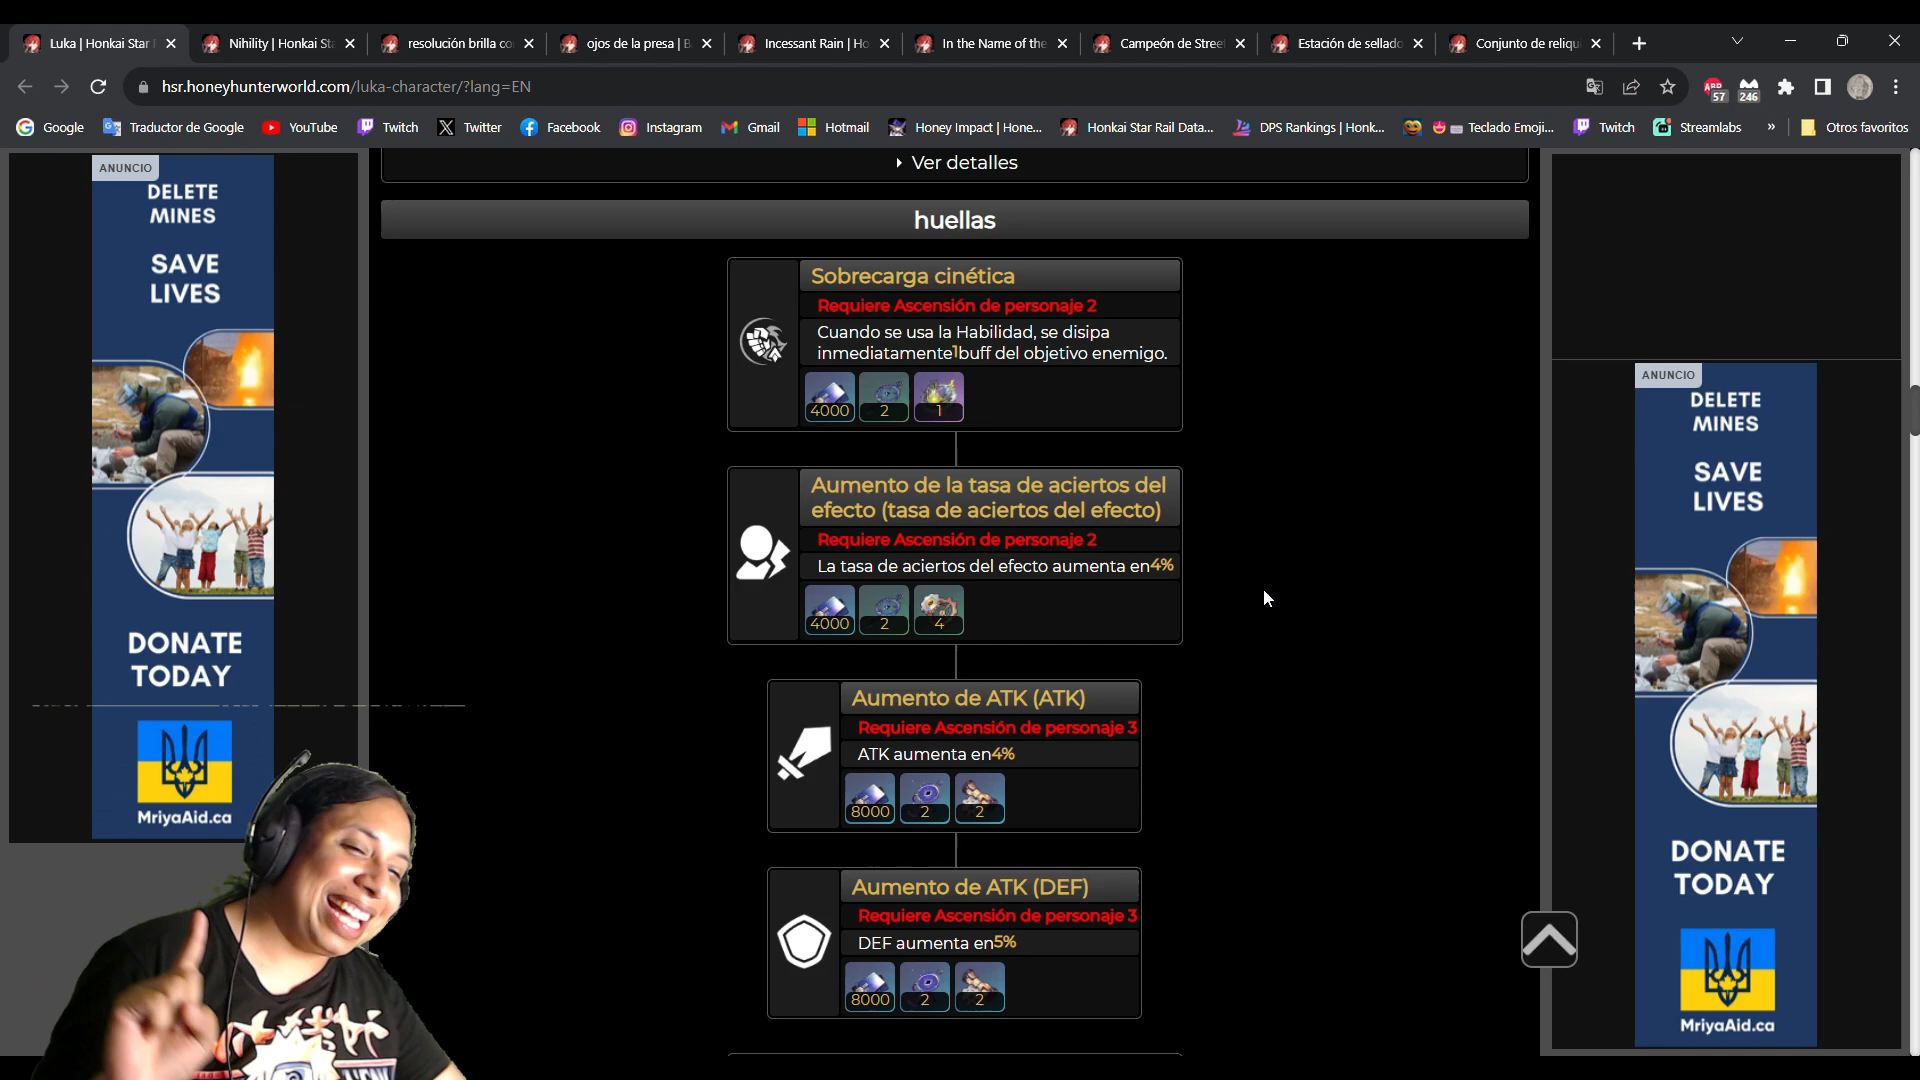 Luka | Honkai Star
Nihility | Honkai St
resolución brilla co
ojos de la presa | B
Incessant Rain | Ho
In the Name of the
Campeón de Stree
Estación de sellado
Conjunto de reliqu
hsr.honeyhunterworld.com/luka-character/?lang=EN
57
246
Google
Traductor de Google
YouTube
Twitch
Twitter
Facebook
Instagram
Gmail
Hotmail
Honey Impact | Hone...
Honkai Star Rail Data...
DPS Rankings | Honk...
Teclado Emoji...
Twitch
Streamlabs
»
Otros favoritos
ANUNCIO
DELETE
MINES
SAVE
LIVES
DONATE
TODAY
MriyaAid.ca
Ver detalles
huellas
Sobrecarga cinética
Requiere Ascensión de personaje 2
Cuando se usa la Habilidad, se disipa
inmediatamente1buff del objetivo enemigo.
4000
2
1
Aumento de la tasa de aciertos del
efecto (tasa de aciertos del efecto)
Requiere Ascensión de personaje 2
La tasa de aciertos del efecto aumenta en4%
4000
2
4
Aumento de ATK (ATK)
Requiere Ascensión de personaje 3
ATK aumenta en4%
8000
2
2
Aumento de ATK (DEF)
Requiere Ascensión de personaje 3
DEF aumenta en5%
8000
2
2
ANUNCIO
DELETE
MINES
SAVE
LIVES
DONATE
TODAY
MriyaAid.ca